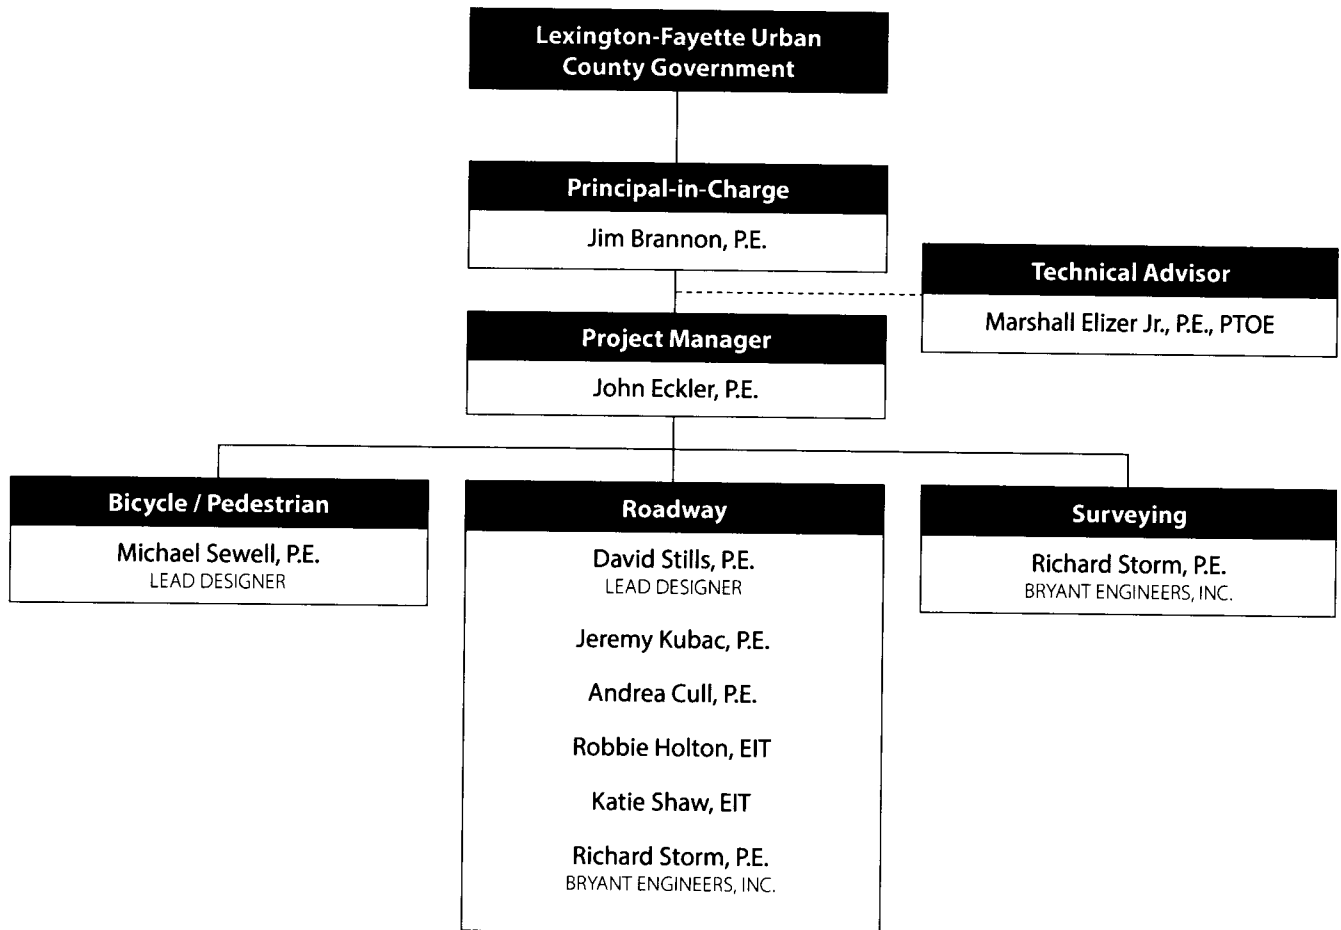 Lexington-Fayette Urban
County Government
Principal-in-Charge
Jim Brannon, P.E.
Technical Advisor
Marshall Elizer Jr., P.E., PTOE
Project Manager
John Eckler, P.E.
Bicycle / Pedestrian
Michael Sewell, P.E.
LEAD DESIGNER
Roadway
David Stills, P.E.
LEAD DESIGNER
Jeremy Kubac, P.E.
Andrea Cull, P.E.
Robbie Holton, EIT
Katie Shaw, EIT
Richard Storm, P.E.
BRYANT ENGINEERS, INC.
Surveying
Richard Storm, P.E.
BRYANT ENGINEERS, INC.